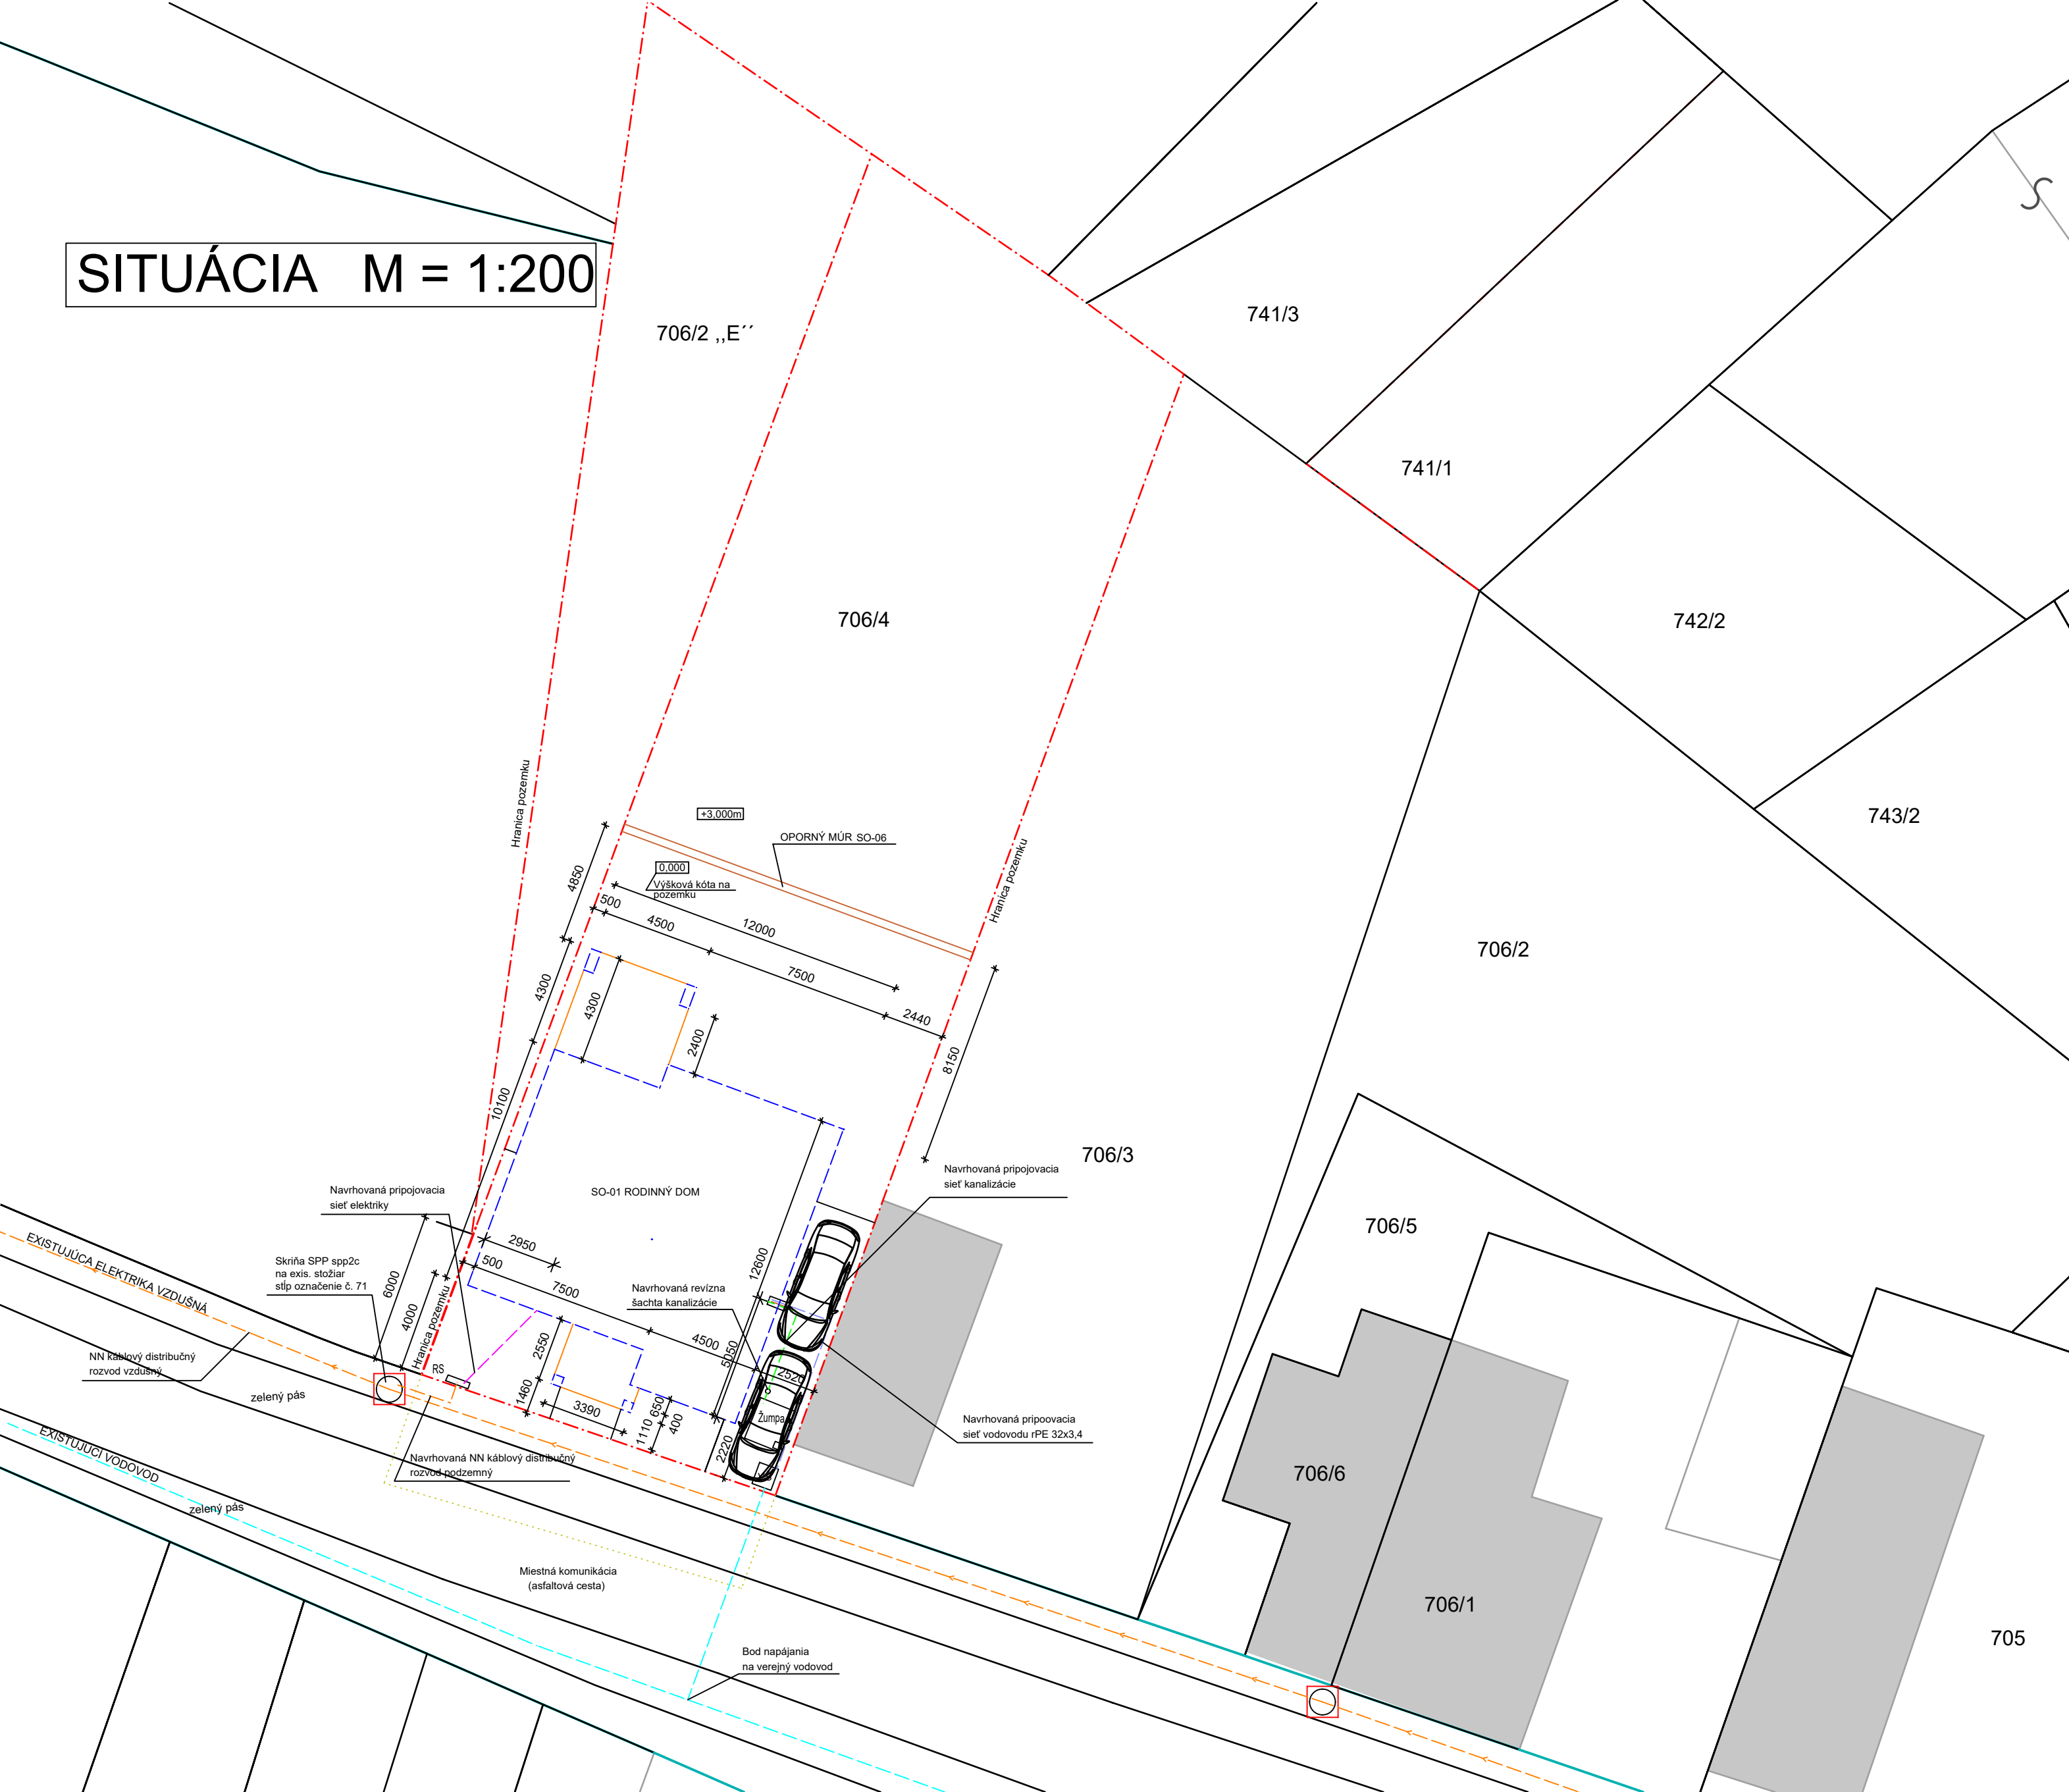 SITUÁCIA M = 1:200
706/2 ,,E´´
741/3
741/1
706/4
742/2
743/2
706/2
706/3
706/5
706/6
706/1
705
Hranica pozemku
Hranica pozemku
Hranica pozemku
+3,000m
OPORNÝ MÚR SO-06
0,000
Výšková kóta na
pozemku
4850
500
4500
12000
7500
2440
4300
4300
2400
8150
10100
SO-01 RODINNÝ DOM
Navrhovaná pripojovacia
sieť kanalizácie
Navrhovaná pripojovacia
sieť elektriky
EXISTUJÚCA ELEKTRIKA VZDUŠNÁ
Skriňa SPP spp2c
na exis. stožiar
stĺp označenie č. 71
6000
4000
2950
500
7500
12600
Navrhovaná revízna
šachta kanalizácie
4500
5050
2520
2550
1460
3390
1110
650
400
2220
Žumpa
RS
NN káblový distribučný
rozvod vzdušný
zelený pás
Navrhovaná pripoovacia
sieť vodovodu rPE 32x3,4
Navrhovaná NN káblový distribučný
rozvod podzemný
EXISTUJÚCÍ VODOVOD
zelený pás
Miestná komunikácia
(asfaltová cesta)
Bod napájania
na verejný vodovod